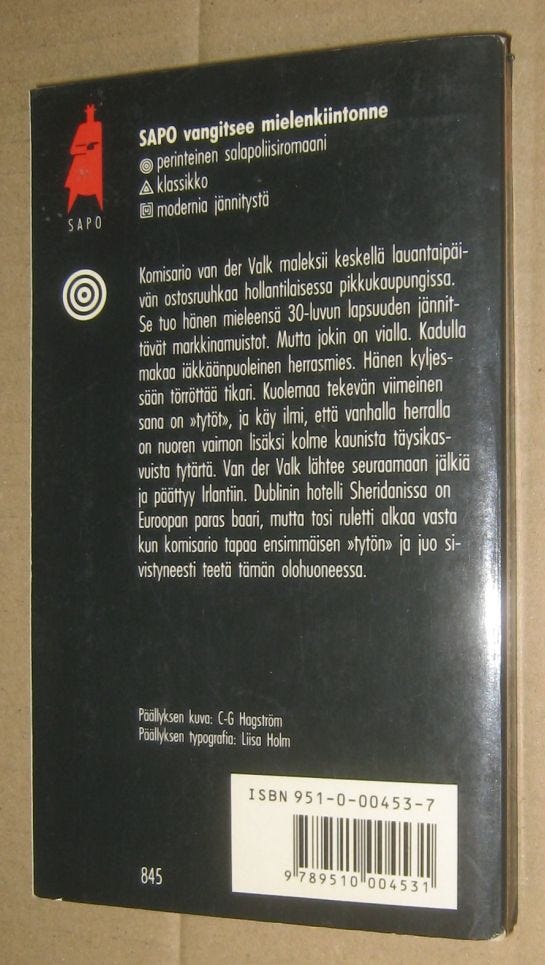 SAPO vangitsee mielenkiintonne
perinteinen salapoliisiromaani
klassikko
modernia jännitystä
SAPO
Komisario van der Valk maleksii keskellä lauantaipäi-
vän ostosruuhkaa hollantilaisessa pikkukaupungissa.
Se tuo hänen mieleensä 30-luvun lapsuuden jännit-
tävät markkinamuistot. Mutta jokin on vialla. Kadulla
makaa iäkkäänpuoleinen herrasmies. Hänen kyljes-
sään törröttää tikari. Kuolemaa tekevän viimeinen
sana on »tytöt», ja käy ilmi, että vanhalla herralla
on nuoren vaimon lisäksi kolme kaunista täysikas-
vuista tytärtä. Van der Valk lähtee seuraamaan jälkiä
ja päättyy Irlantiin. Dublinin hotelli Sheridanissa on
Euroopan paras baari, mutta tosi ruletti alkaa vasta
kun komisario tapaa ensimmäisen »tytön» ja juo si-
vistyneesti teetä tämän olohuoneessa.
Päällyksen kuva: C-G Hagström
Päällyksen typografia: Liisa Holm
ISBN 951-0-00453-7
9 789510 004531
845